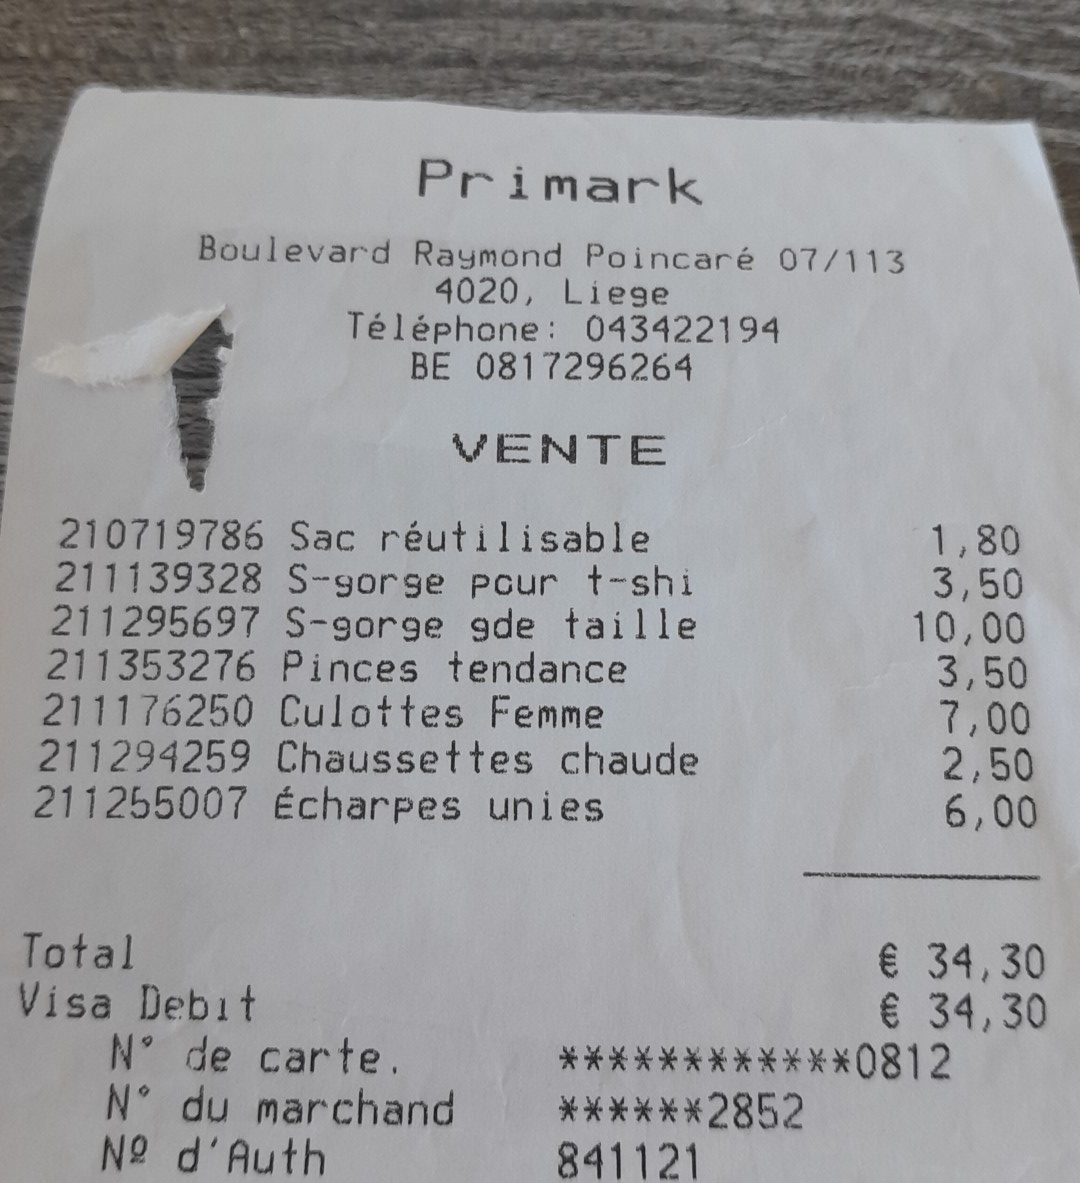 Primark
Boulevard Raymond Poincaré 07/113
4020, Liege
Téléphone: 043422194
BE 0817296264
VENTE
210719786 Sac réutilisable 1,80
211139328 S-gorge pour t-shi 3,50
211295697 S-gorge gde taille 10,00
211353276 Pinces tendance 3,50
211176250 Culottes Femme 7,00
211294259 Chaussettes chaude 2,50
211255007 Écharpes unies 6,00
Total € 34,30
Visa Debit € 34,30
N° de carte. ************0812
N° du marchand ******2852
Nº d'Auth 841121